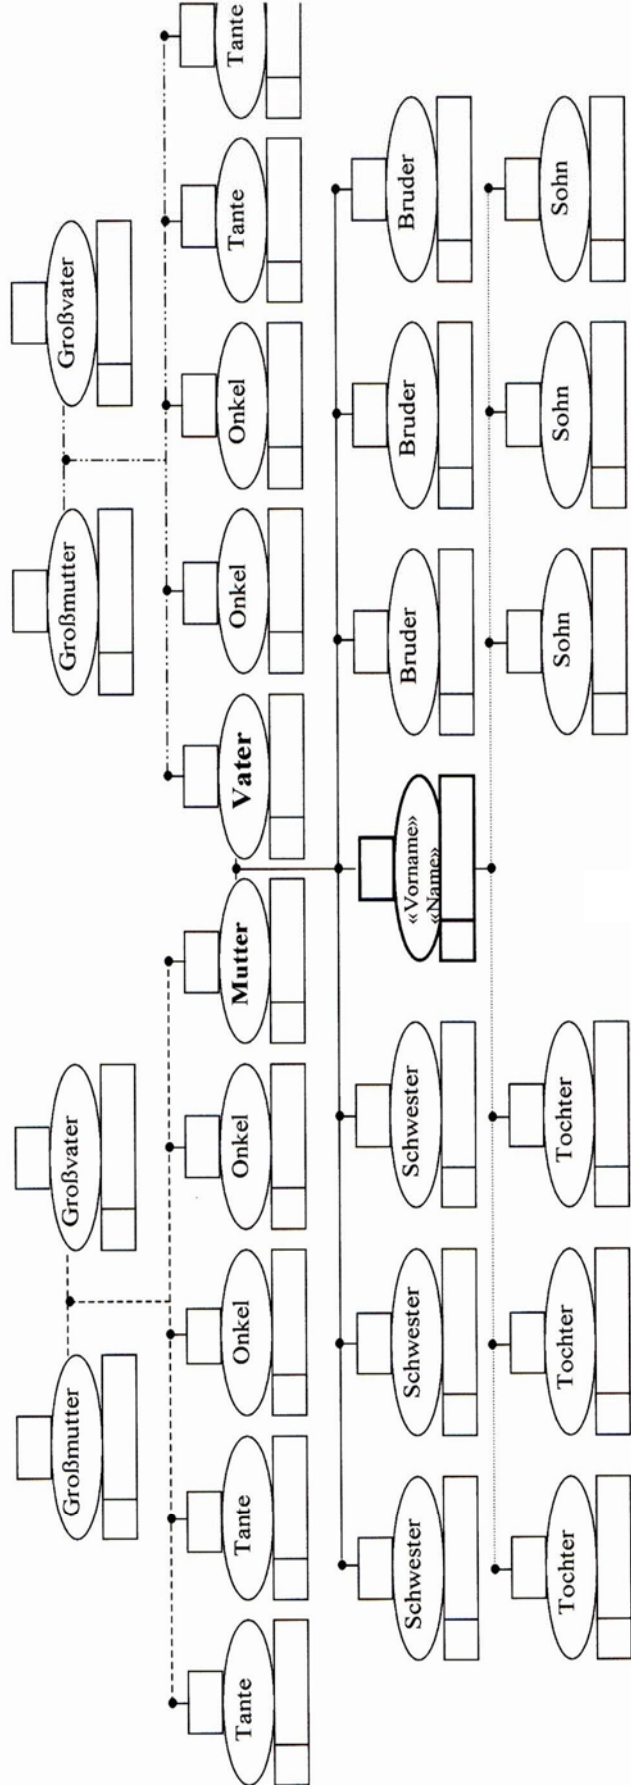 Großmutter
Großvater
Großmutter
Großvater
Tante
Tante
Onkel
Onkel
Mutter
Vater
Onkel
Onkel
Tante
Tante
Schwester
Schwester
Schwester
«Vorname»
«Name»
Bruder
Bruder
Bruder
Tochter
Tochter
Tochter
Sohn
Sohn
Sohn